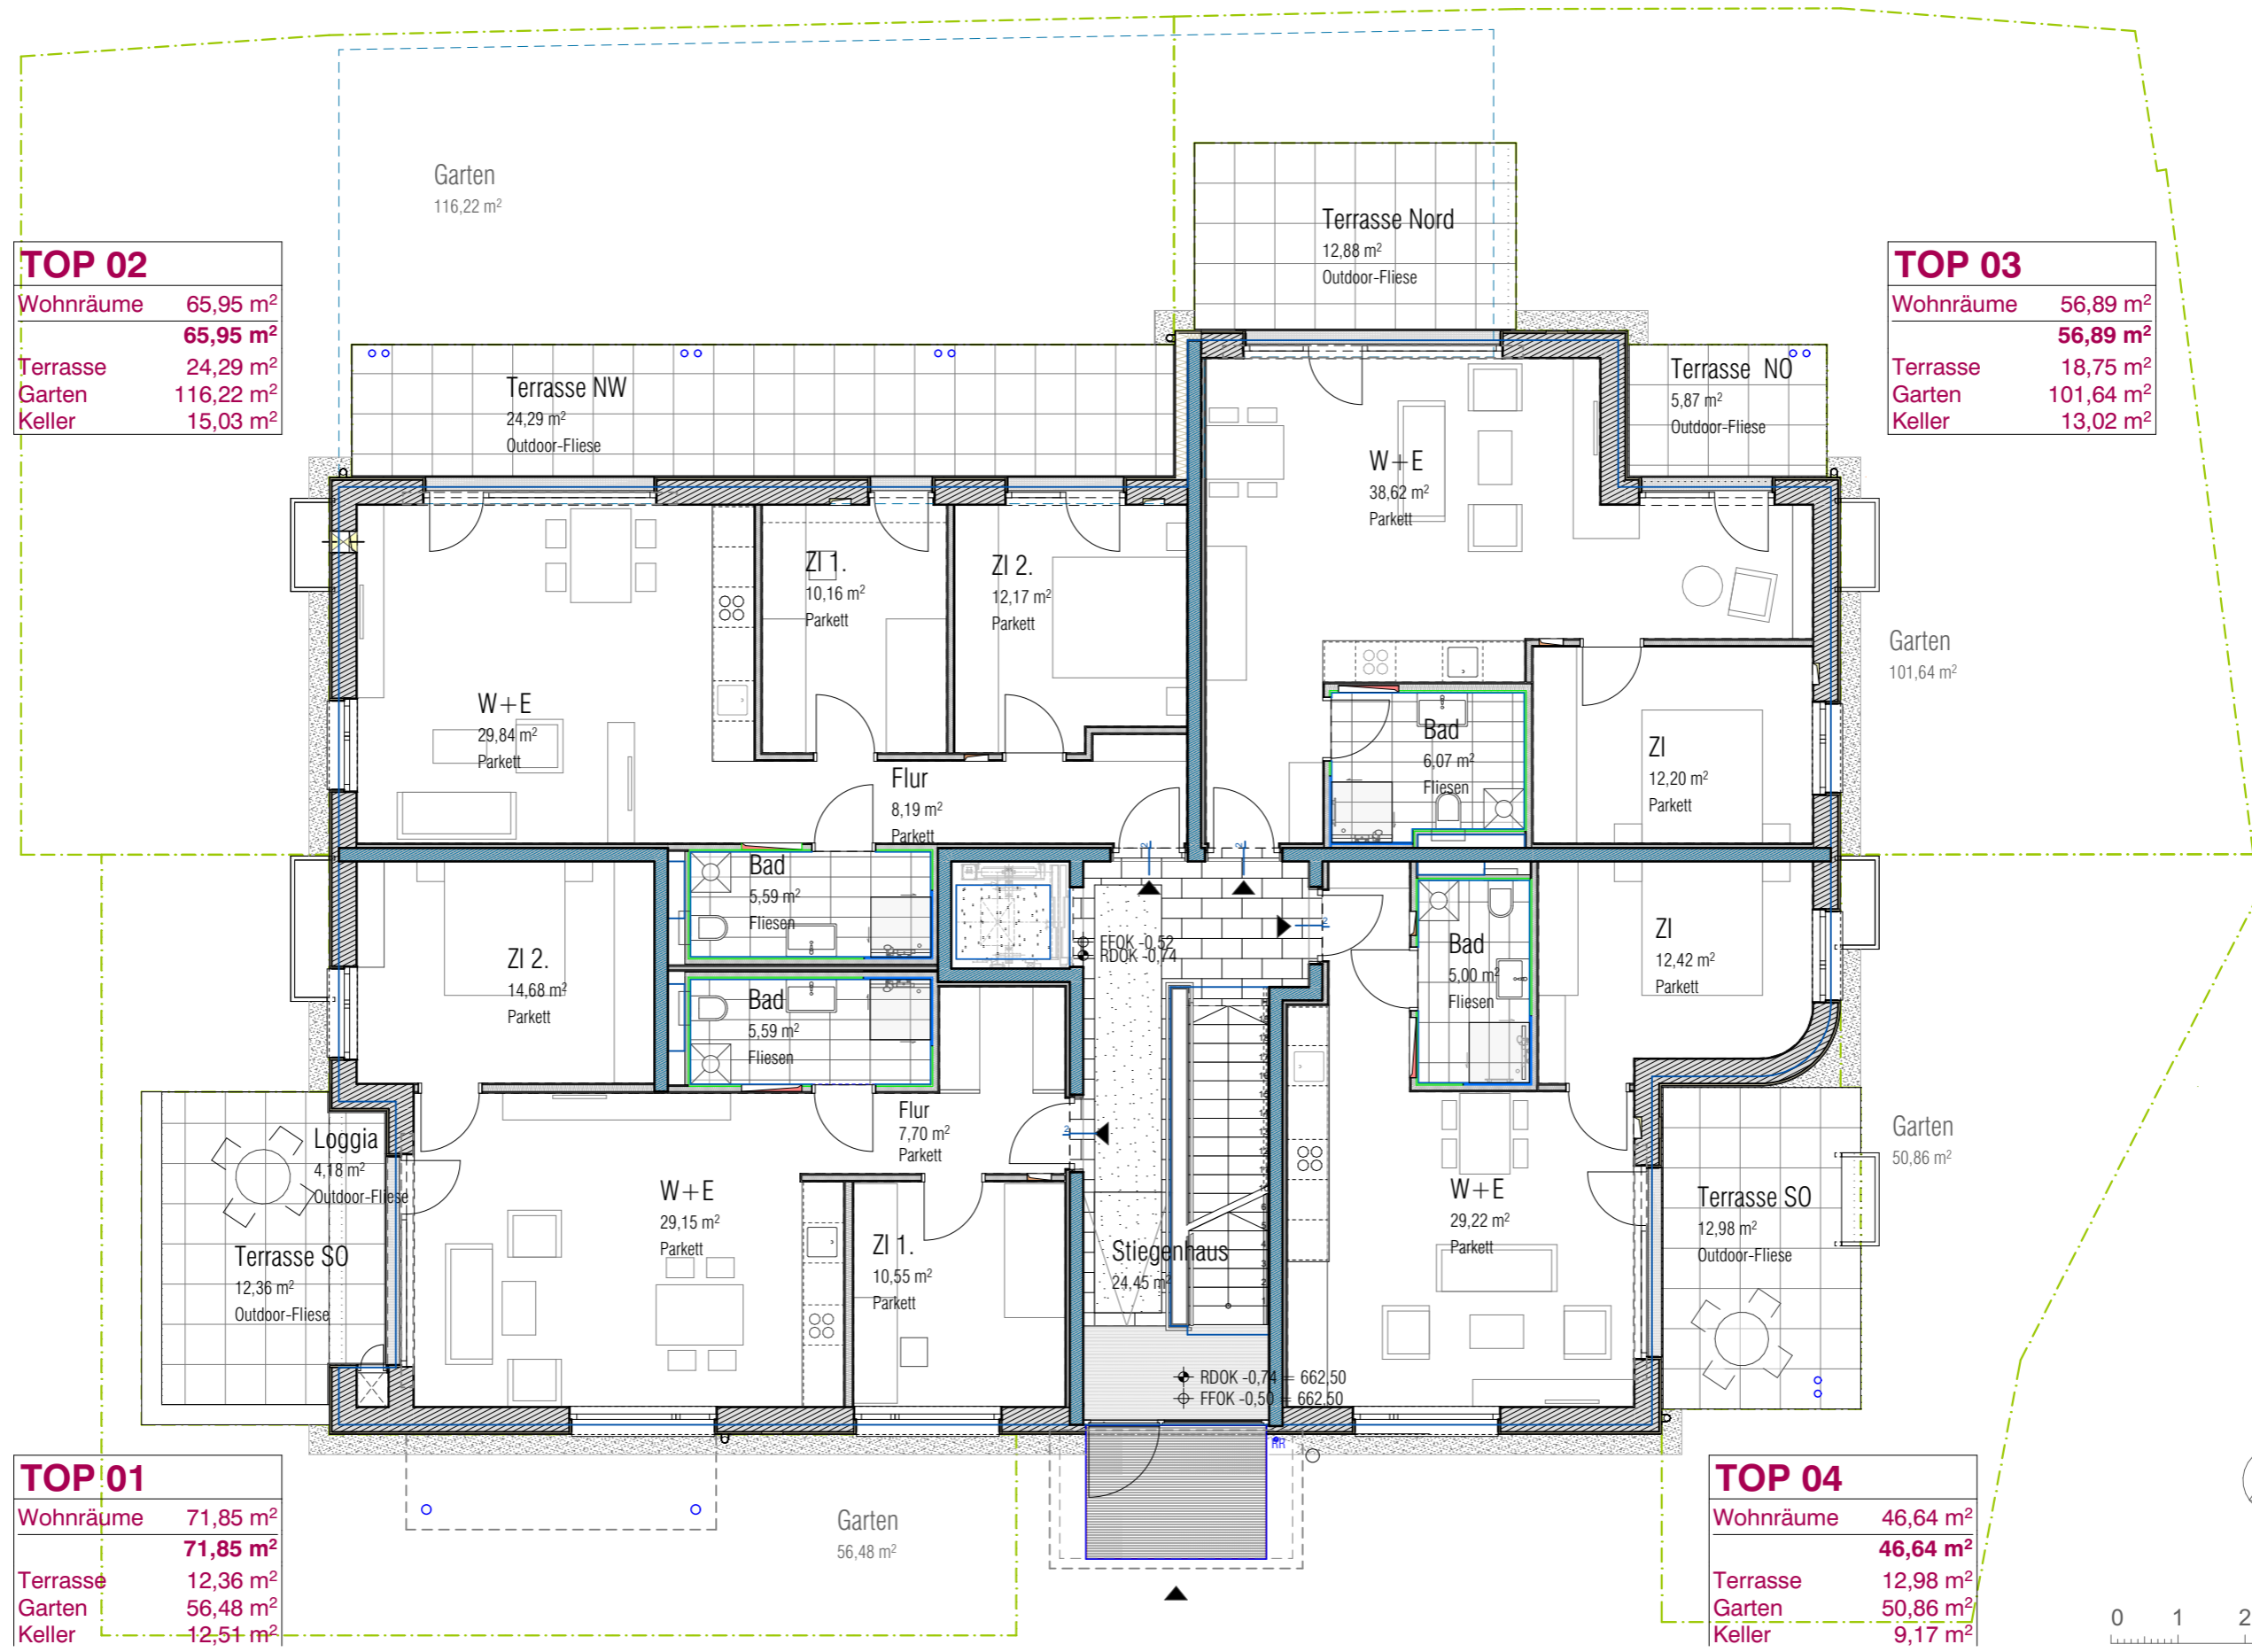 Garten
116,22 m²
TOP 02
Wohnräume 65,95 m²
65,95 m²
Terrasse 24,29 m²
Garten 116,22 m²
Keller 15,03 m²
Terrasse Nord
12,88 m²
Outdoor-Fliese
TOP 03
Wohnräume 56,89 m²
56,89 m²
Terrasse 18,75 m²
Garten 101,64 m²
Keller 13,02 m²
Terrasse NW
24,29 m²
Outdoor-Fliese
Terrasse NO
5,87 m²
Outdoor-Fliese
W+E
38,62 m²
Parkett
ZI 1.
10,16 m²
Parkett
ZI 2.
12,17 m²
Parkett
W+E
29,84 m²
Parkett
Flur
8,19 m²
Parkett
Bad
6,07 m²
Fliesen
ZI
12,20 m²
Parkett
Garten
101,64 m²
Bad
5,59 m²
Fliesen
ZI 2.
14,68 m²
Parkett
Bad
5,59 m²
Fliesen
FFOK -0,52
RDOK -0,74
2
2
2
2
Bad
5,00 m²
Fliesen
ZI
12,42 m²
Parkett
Loggia
4,18 m²
Outdoor-Fliese
Flur
7,70 m²
Parkett
Garten
50,86 m²
Terrasse SO
12,36 m²
Outdoor-Fliese
W+E
29,15 m²
Parkett
ZI 1.
10,55 m²
Parkett
Stiegenhaus
24,45 m²
W+E
29,22 m²
Parkett
Terrasse SO
12,98 m²
Outdoor-Fliese
RDOK -0,74 = 662,50
FFOK -0,50 = 662.50
RR
TOP 01
Wohnräume 71,85 m²
71,85 m²
Terrasse 12,36 m²
Garten 56,48 m²
Keller 12,51 m²
Garten
56,48 m²
TOP 04
Wohnräume 46,64 m²
46,64 m²
Terrasse 12,98 m²
Garten 50,86 m²
Keller 9,17 m²
0 1 2